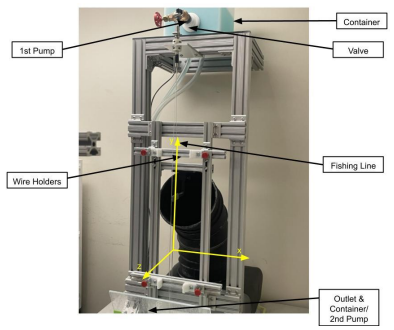 Container
1st Pump
Valve
y
Fishing Line
Wire Holders
x
z
Outlet &
Container/
2nd Pump